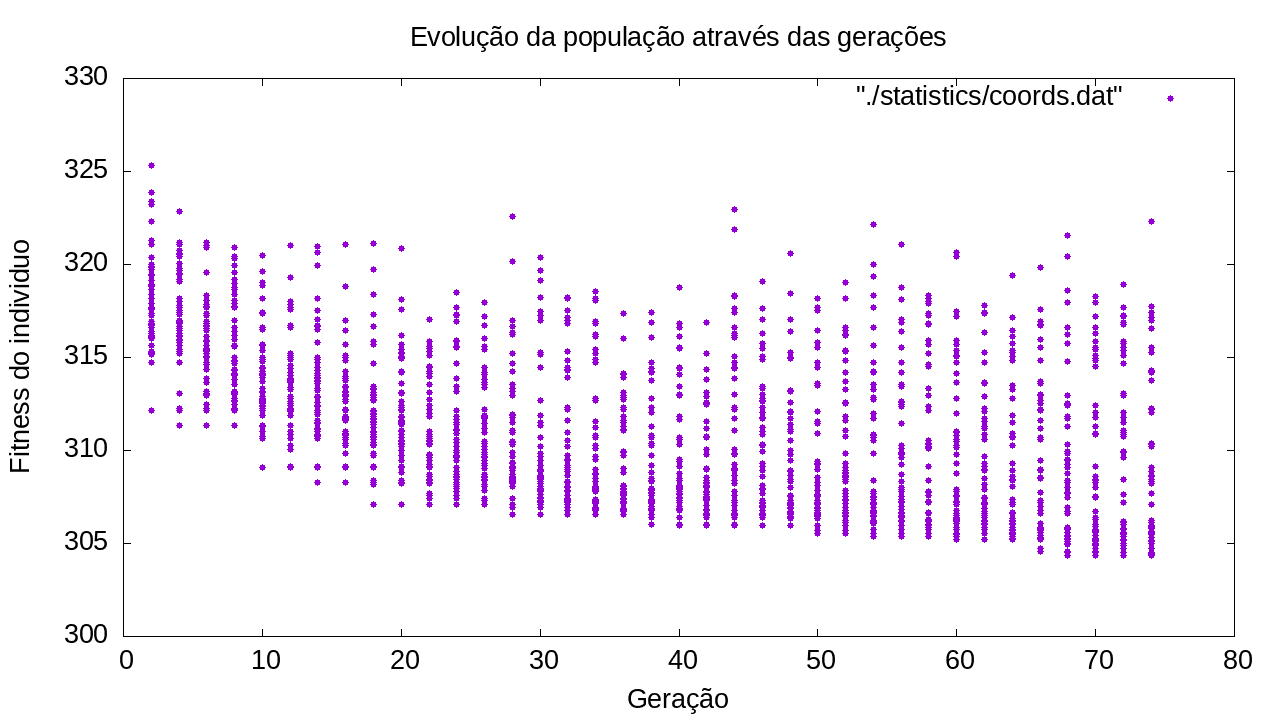 Evolução da população através das gerações
"./statistics/coords.dat"
Fitness do individuo
330
325
320
315
310
305
300
0 10 20 30 40 50 60 70 80
Geração